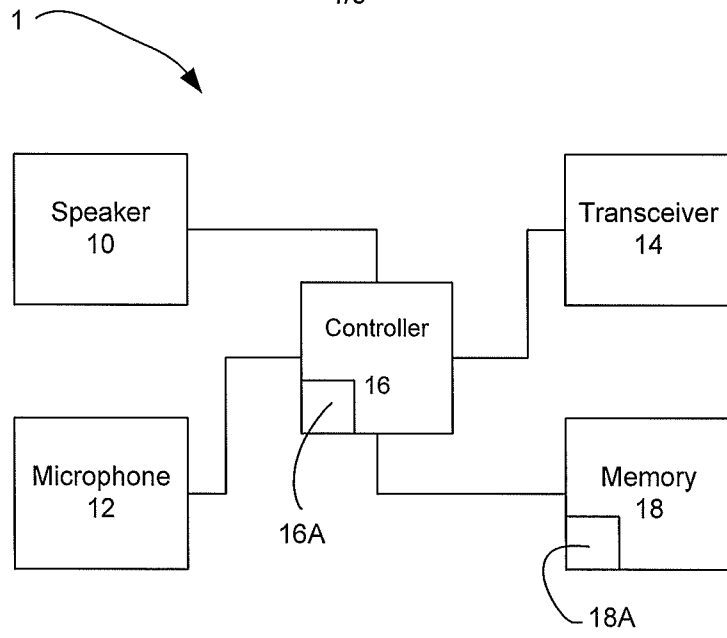 1
Speaker
10
Transceiver
14
Controller
16
Microphone
12
16A
Memory
18
18A